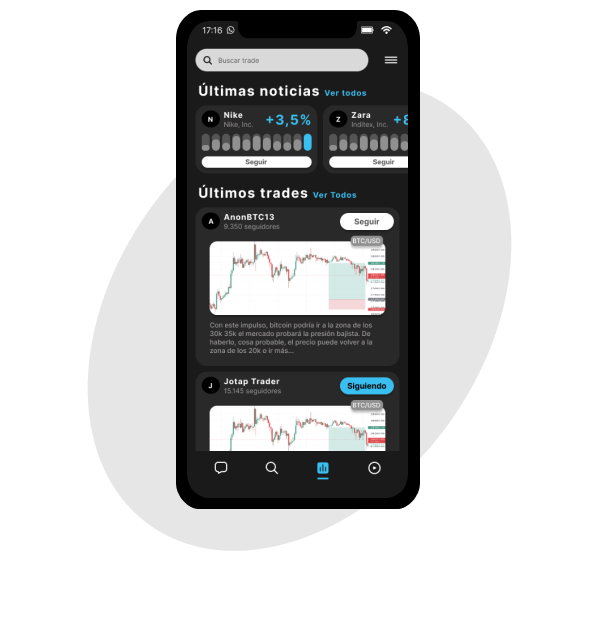 17:16
Buscar trade
Últimas noticias Ver todos
N Nike +3,5%
Nike, Inc.
Seguir
Z Zara +8
Inditex, Inc.
Seguir
Últimos trades Ver Todos
A AnonBTC13
9.350 seguidores
Seguir
BTC/USD
Con este impulso, bitcoin podría ir a la zona de los
30k 35k el mercado probará la presión bajista. De
haberlo, cosa probable, el precio puede volver a la
zona de los 20k o ir más...
J Jotap Trader
15.145 seguidores
Siguiendo
BTC/USD